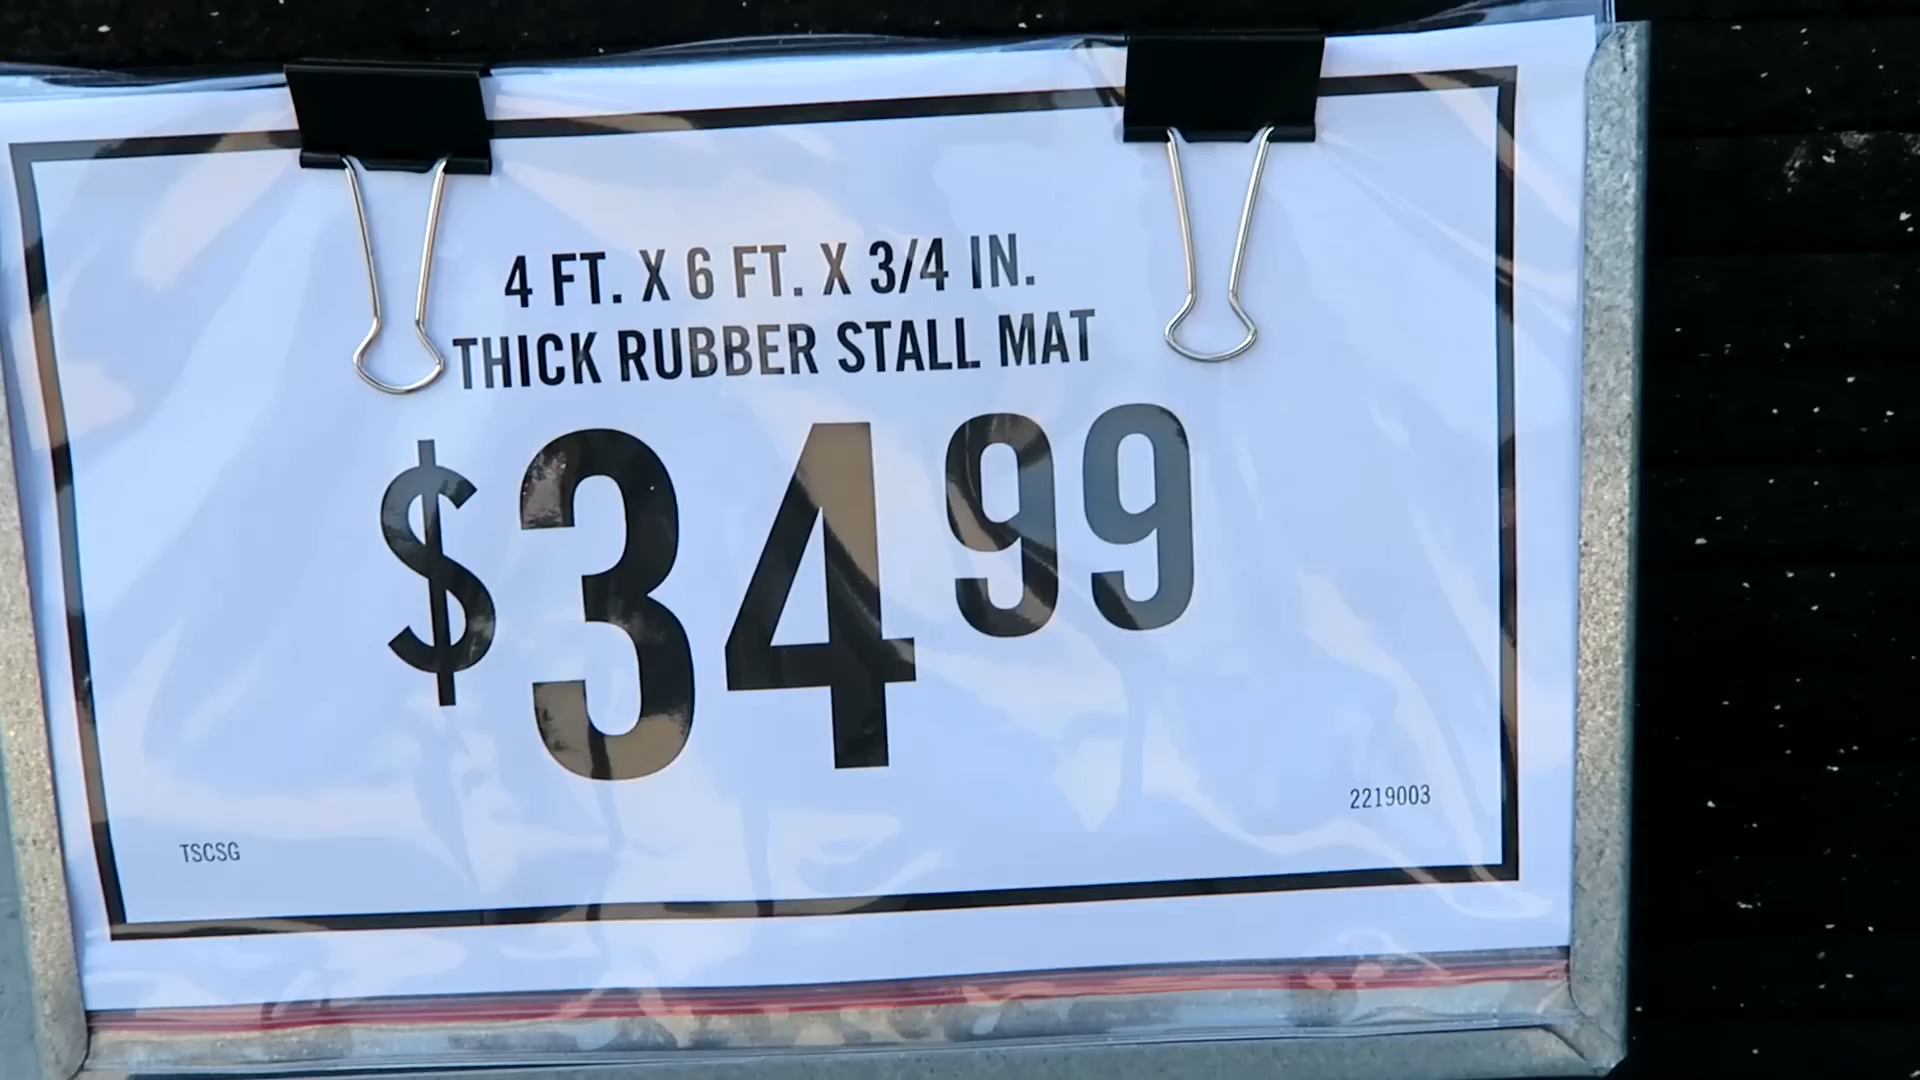 4 FT. X 6 FT. X 3/4 IN.
THICK RUBBER STALL MAT
$3499
2219003
TSCSG